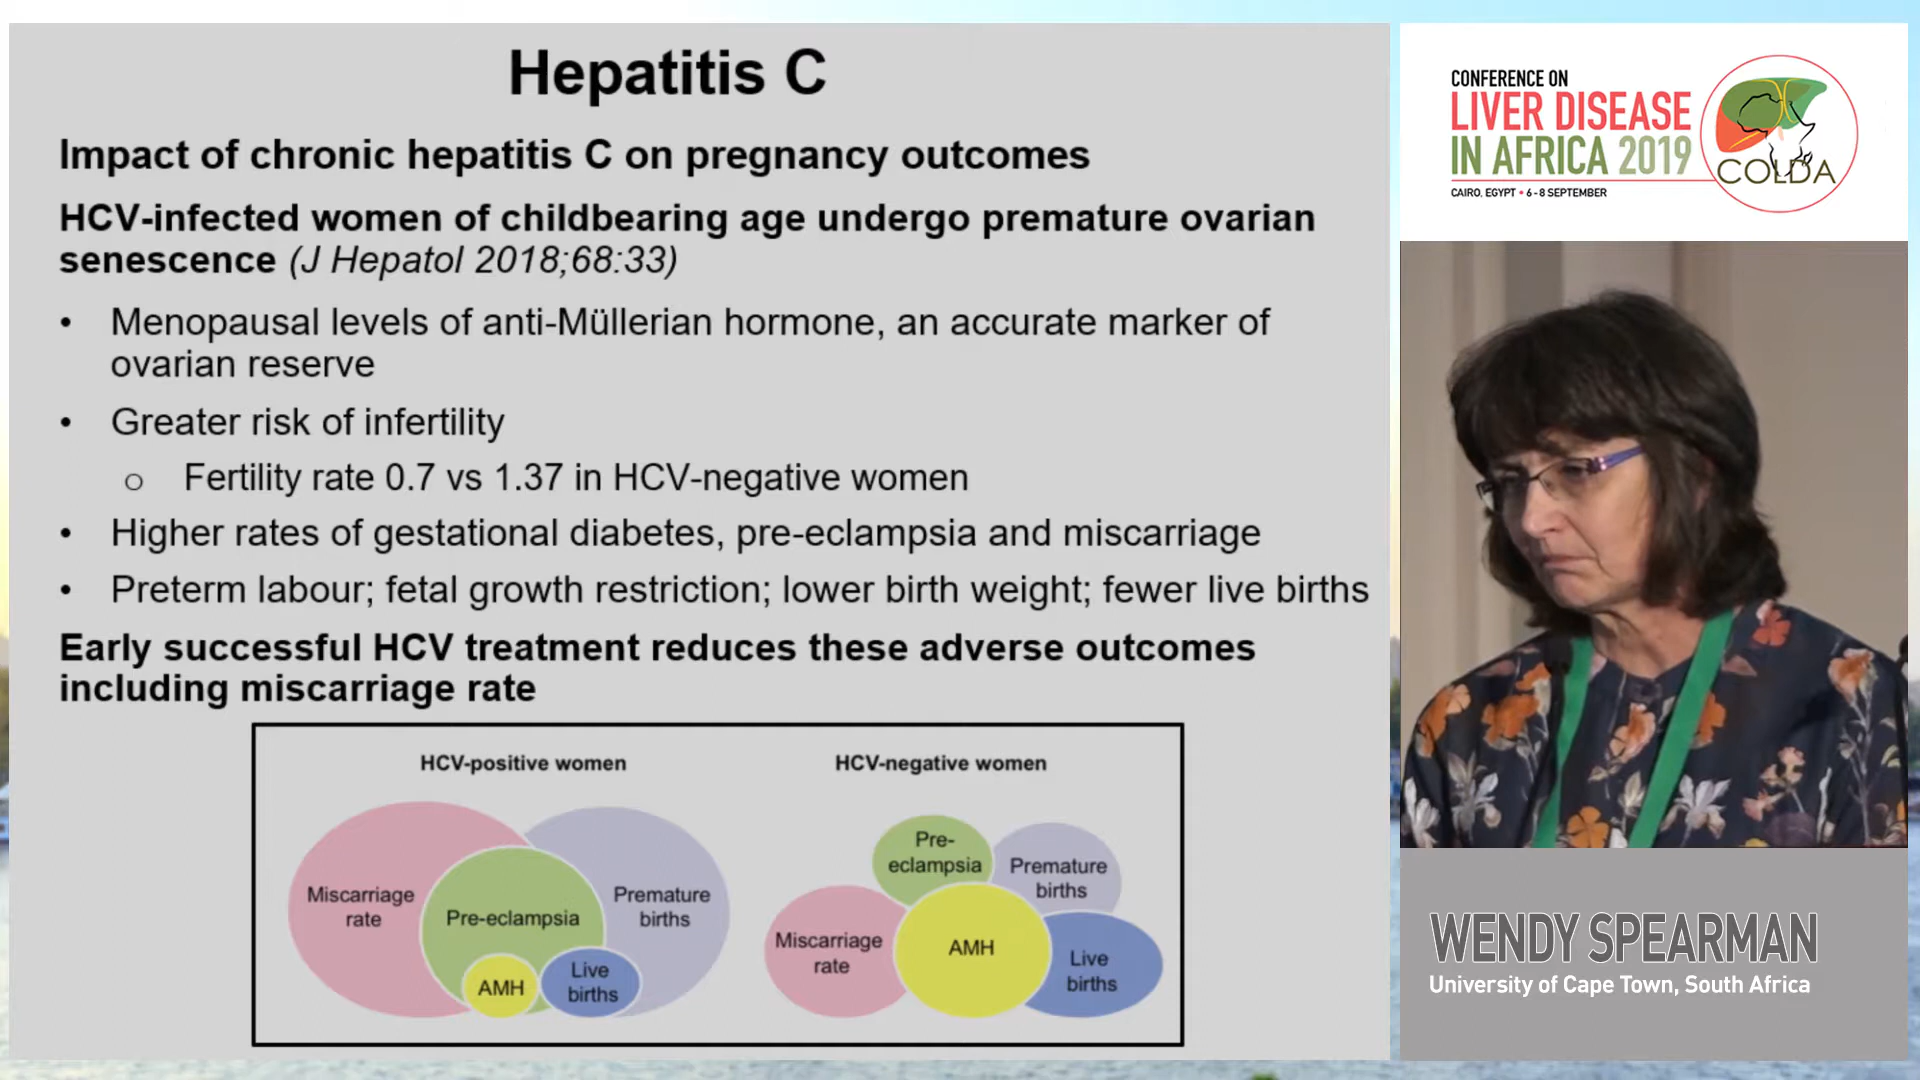 Hepatitis C
Impact of chronic hepatitis C on pregnancy outcomes
HCV-infected women of childbearing age undergo premature ovarian
senescence (J Hepatol 2018;68:33)
• Menopausal levels of anti-Müllerian hormone, an accurate marker of
ovarian reserve
• Greater risk of infertility
o Fertility rate 0.7 vs 1.37 in HCV-negative women
• Higher rates of gestational diabetes, pre-eclampsia and miscarriage
• Preterm labour; fetal growth restriction; lower birth weight; fewer live births
Early successful HCV treatment reduces these adverse outcomes
including miscarriage rate
HCV-positive women
Miscarriage
rate
Pre-eclampsia
Premature
births
AMH
Live
births
HCV-negative women
Pre-
eclampsia
Premature
births
Miscarriage
rate
AMH
Live
births
CONFERENCE ON
LIVER DISEASE
IN AFRICA 2019
CAIRO, EGYPT • 6 - 8 SEPTEMBER
COLDA
WENDY SPEARMAN
University of Cape Town, South Africa